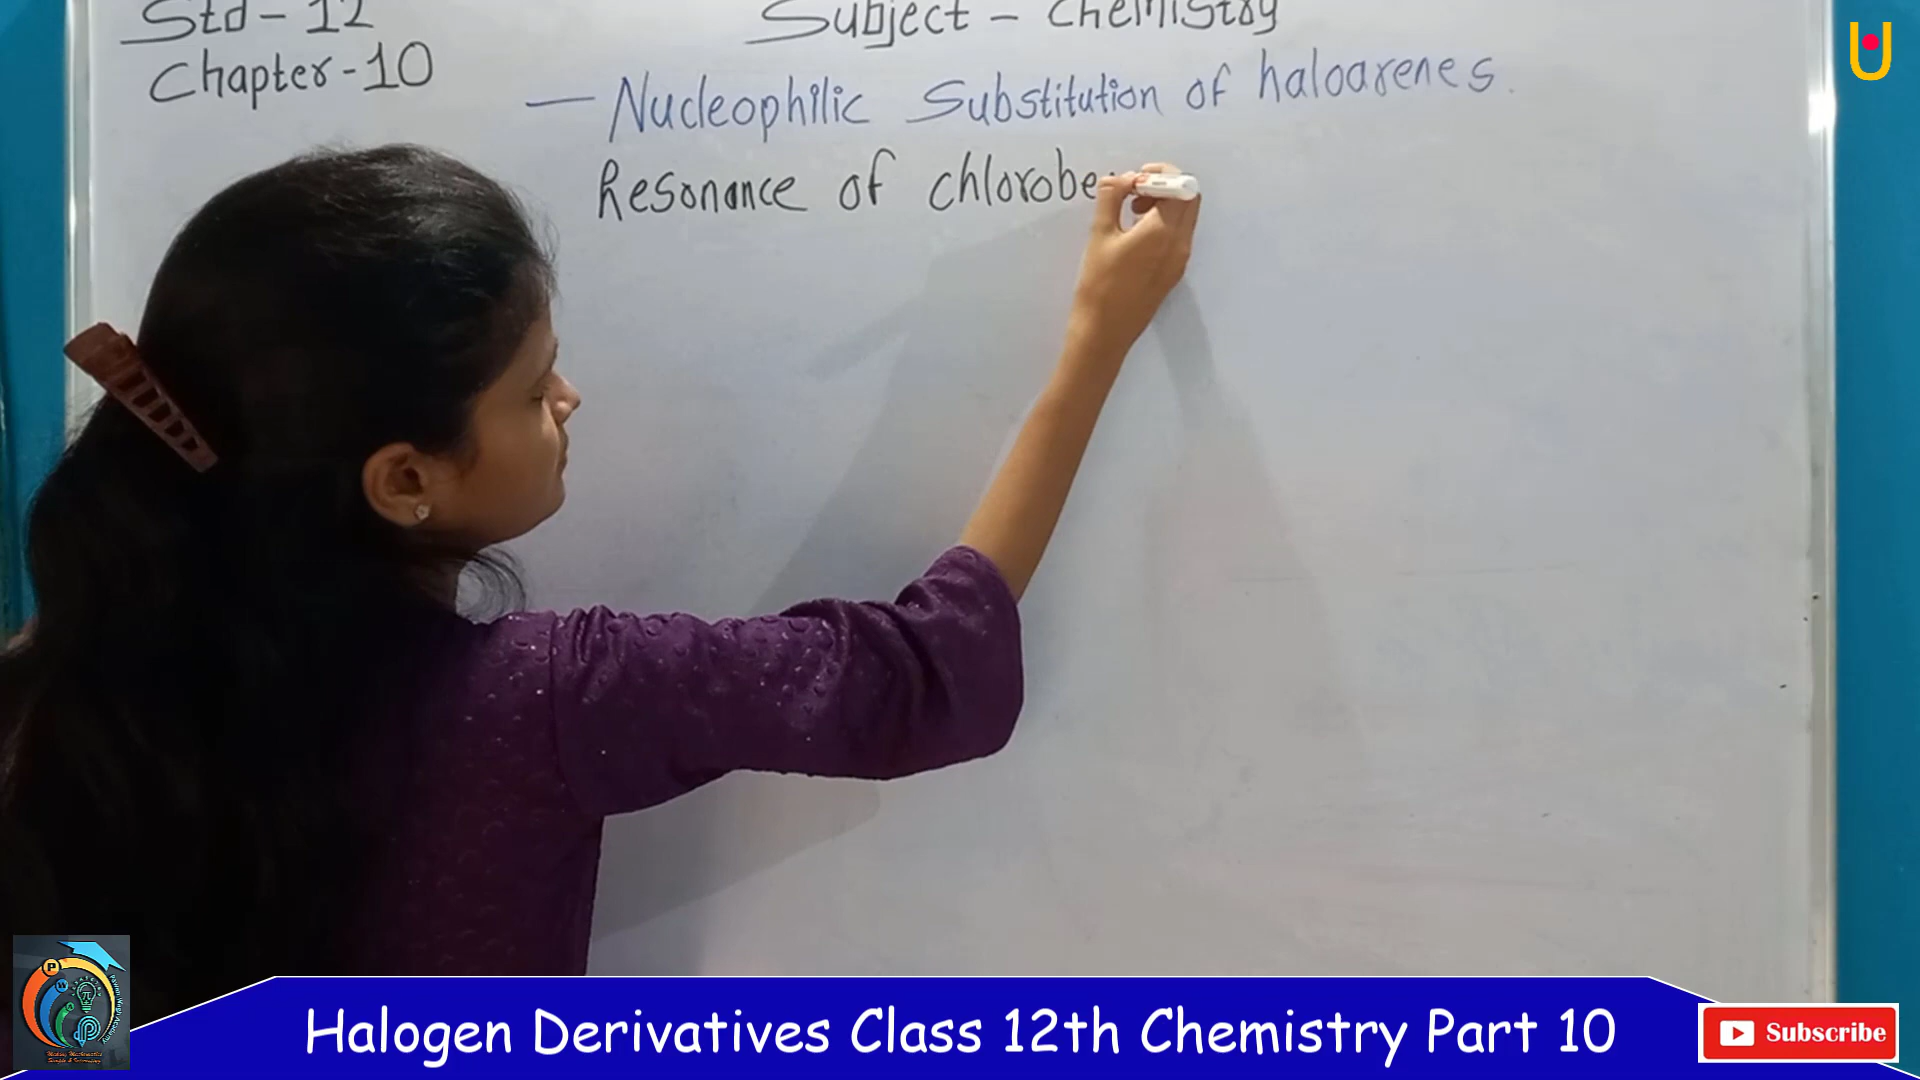 Std - 12
Subject - Chemistry
Chapter - 10
— Nucleophilic Substitution of haloarenes.
Resonance of chlorobe
Halogen Derivatives Class 12th Chemistry Part 10
Subscribe